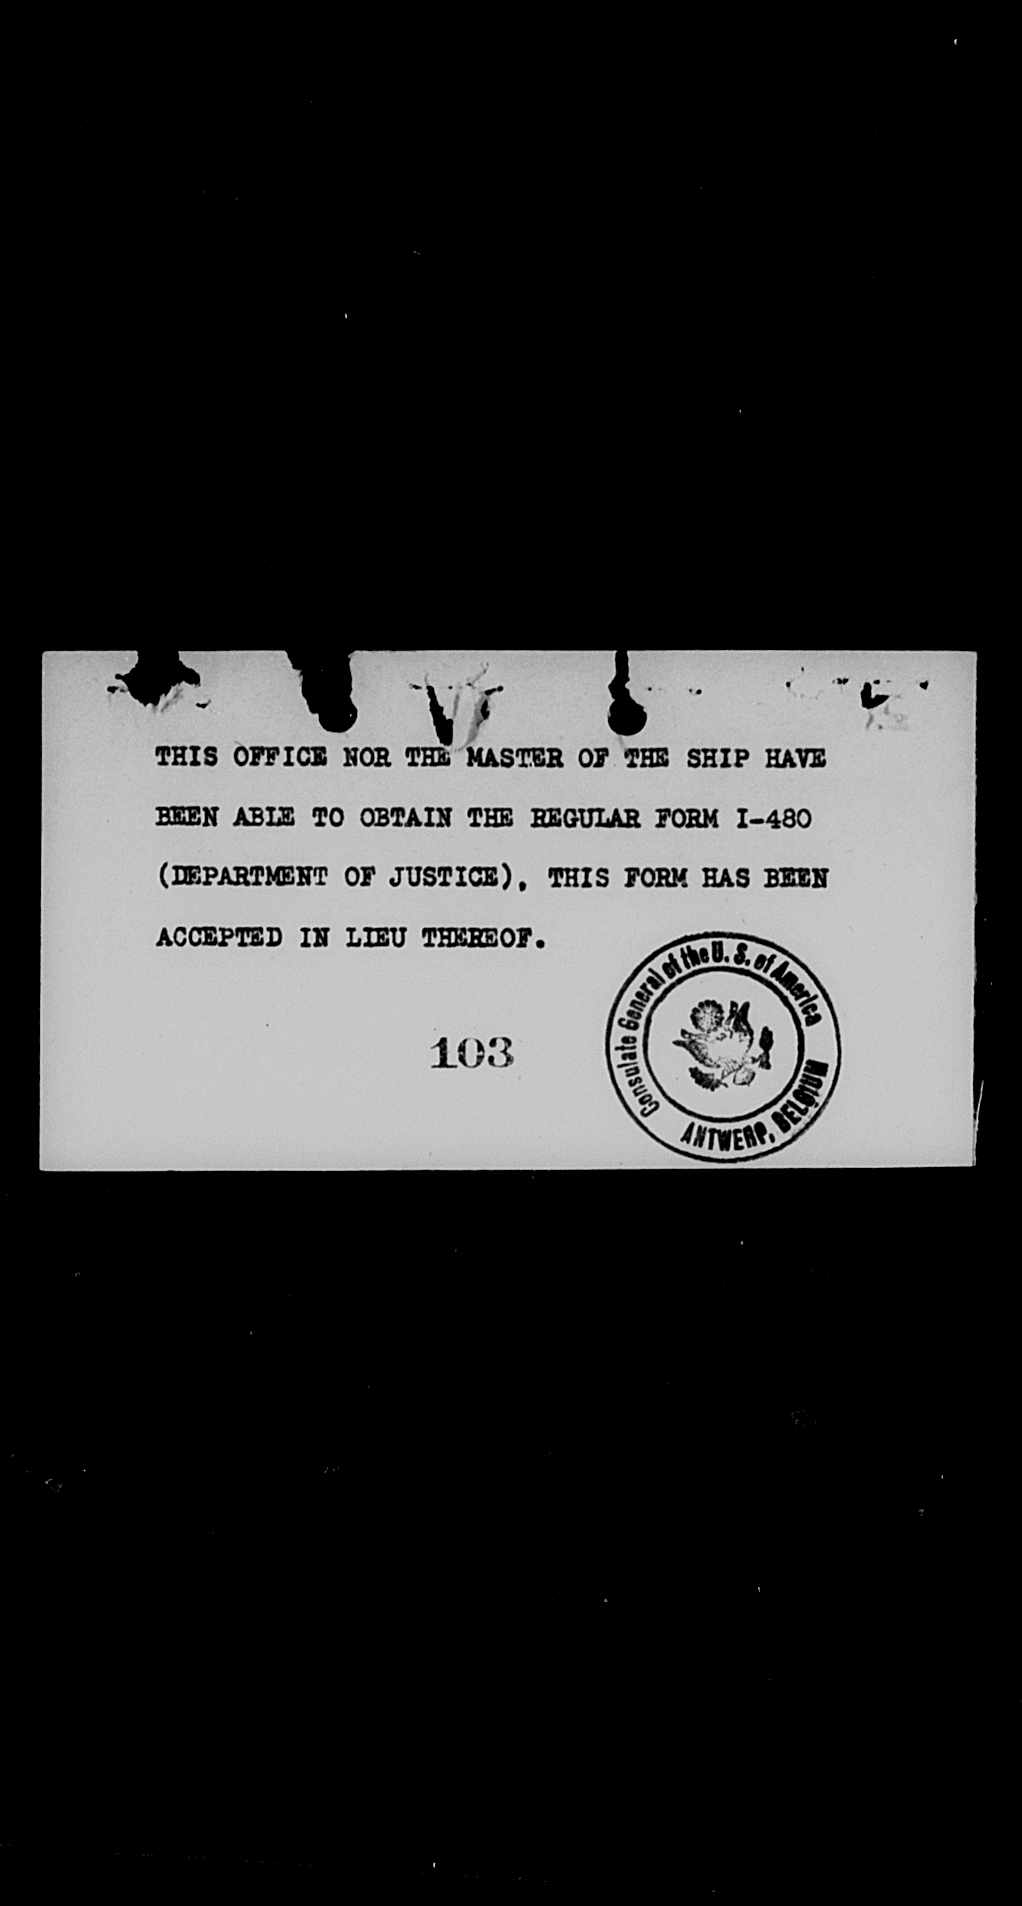 THIS OFFICE NOR THE MASTER OF THE SHIP HAVE
BEEN ABLE TO OBTAIN THE REGULAR FORM I-480
(DEPARTMENT OF JUSTICE), THIS FORM HAS BEEN
ACCEPTED IN LIEU THEREOF.
103
Consulate General of the U. S. of America
ANTWERP, BELGIUM